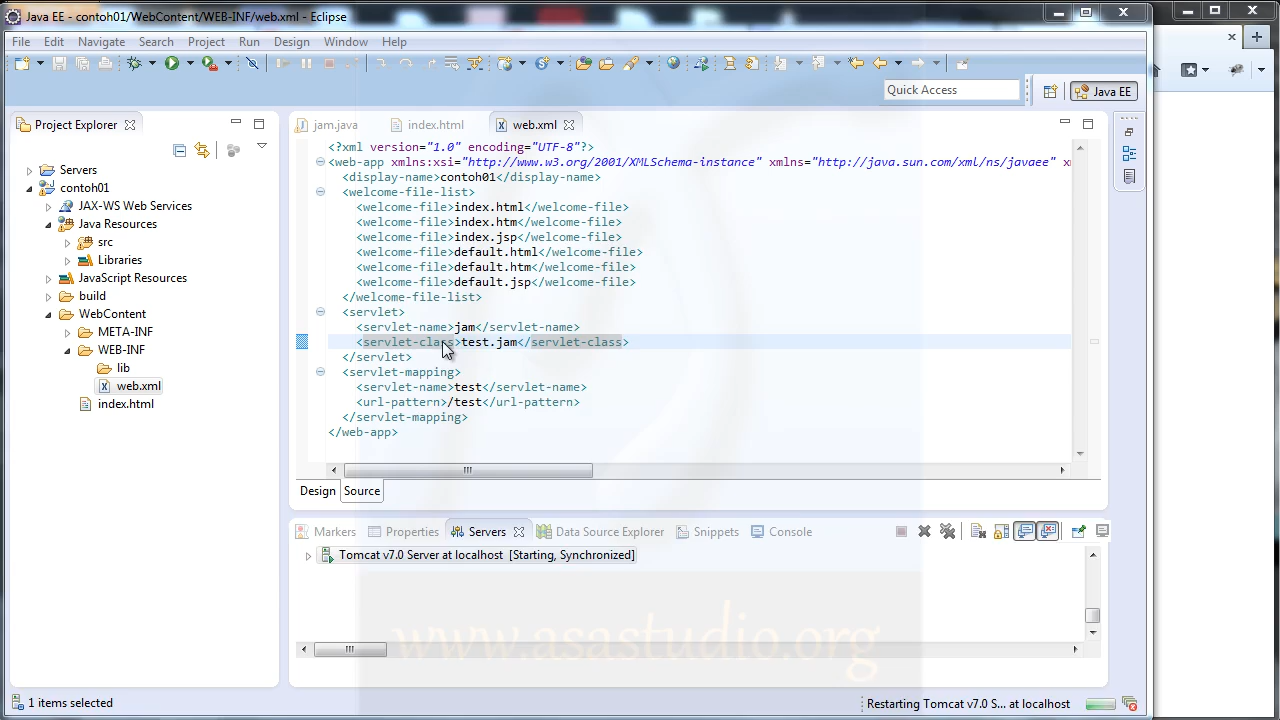 Java EE - contoh01/WebContent/WEB-INF/web.xml - Eclipse
File Edit Navigate Search Project Run Design Window Help
Quick Access
Java EE
Project Explorer
jam.java
index.html
web.xml
Services
contoh01
JAX-WS Web Services
Java Resources
src
Libraries
JavaScript Resources
build
WebContent
META-INF
WEB-INF
lib
web.xml
index.html
<?xml version="1.0" encoding="UTF-8"?>
<web-app xmlns:xsi="http://www.w3.org/2001/XMLSchema-instance" xmlns="http://java.sun.com/xml/ns/javaee" x
<display-name>contoh01</display-name>
<welcome-file-list>
<welcome-file>index.html</welcome-file>
<welcome-file>index.htm</welcome-file>
<welcome-file>index.jsp</welcome-file>
<welcome-file>default.html</welcome-file>
<welcome-file>default.htm</welcome-file>
<welcome-file>default.jsp</welcome-file>
</welcome-file-list>
<servlet>
<servlet-name>jam</servlet-name>
<servlet-class>test.jam</servlet-class>
</servlet>
<servlet-mapping>
<servlet-name>test</servlet-name>
<url-pattern>/test</url-pattern>
</servlet-mapping>
</web-app>
Design Source
Markers Properties Servers Data Source Explorer Snippets Console
Tomcat v7.0 Server at localhost [Starting, Synchronized]
www.asastudio.org
1 items selected
Restarting Tomcat v7.0 S... at localhost